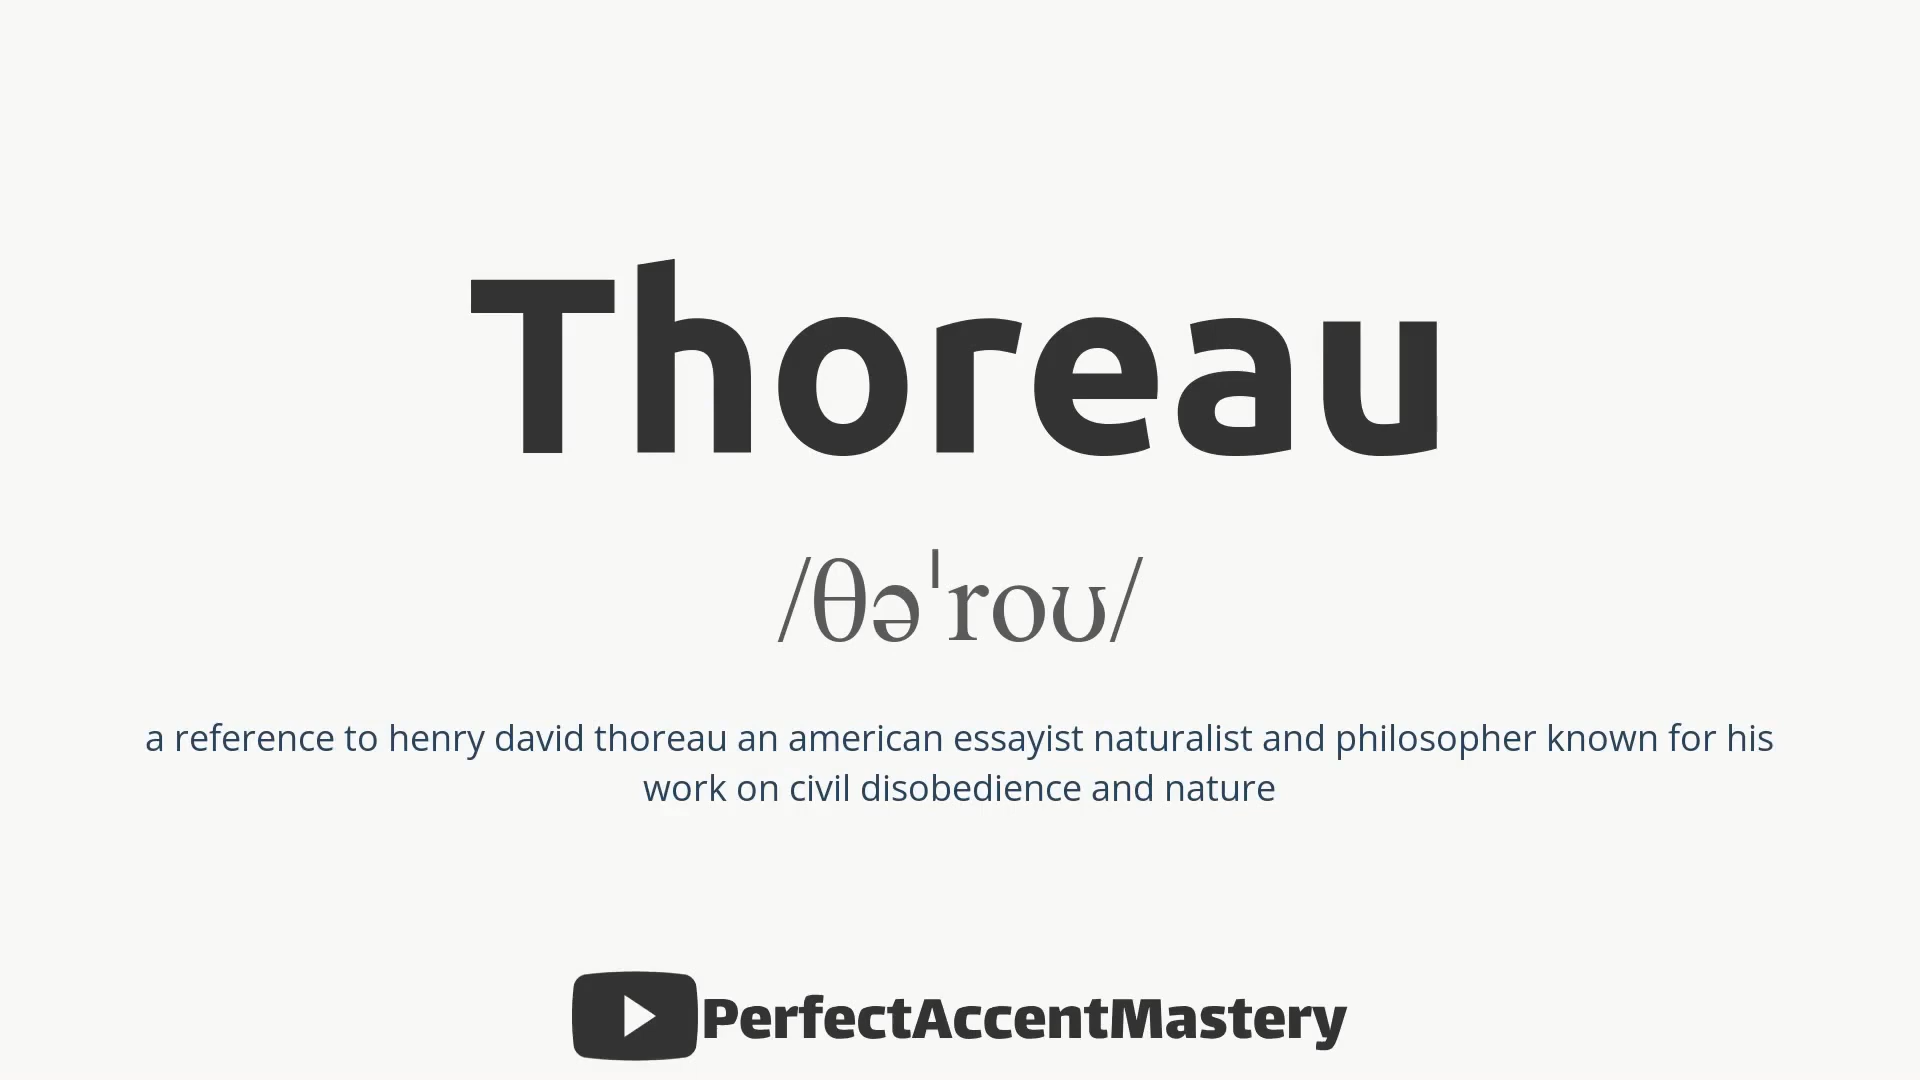 Thoreau
/θəˈroʊ/
a reference to henry david thoreau an american essayist naturalist and philosopher known for his
work on civil disobedience and nature
PerfectAccentMastery